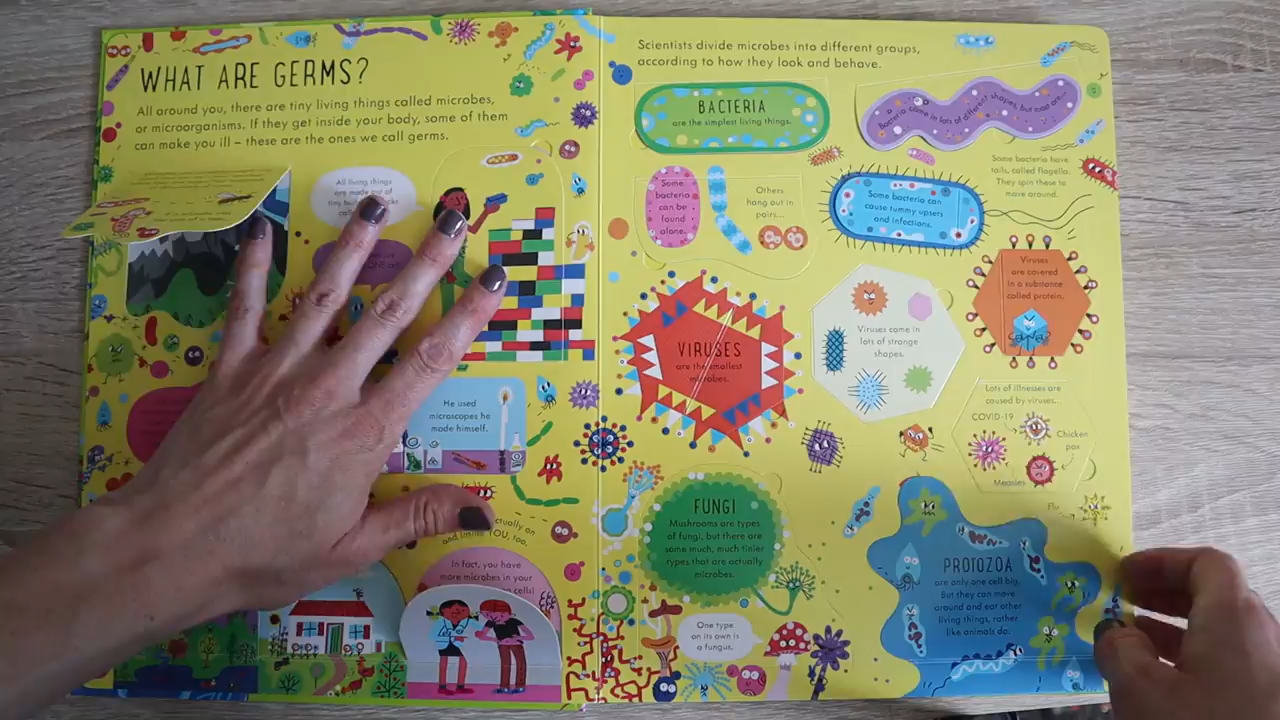 WHAT ARE GERMS?
All around you, there are tiny living things called microbes,
or microorganisms. If they get inside your body, some of them
can make you ill – these are the ones we call germs.
All living things
are made out of
tiny
He used
microscopes he
made himself.
and inside YOU, too.
In fact, you have
more microbes in your
Scientists divide microbes into different groups,
according to how they look and behave.
BACTERIA
are the simplest living things.
Bacteria come in lots of different shapes, but most are...
Some
bacteria
can be
found
alone.
Others
hang out in
pairs...
Some bacteria can
cause tummy upsets
and infections.
Some bacteria have
tails, called flagella.
They spin these to
move around.
VIRUSES
are the smallest
microbes.
Viruses come in
lots of strange
shapes.
Viruses
are covered
in a substance
called protein.
Lots of illnesses are
caused by viruses...
COVID-19
Chicken
pox
Measles
Flu
FUNGI
Mushrooms are types
of fungi, but there are
some much, much tinier
types that are actually
microbes.
One type
on its own is
a fungus.
PROTOZOA
are only one cell big.
But they can move
around and eat other
living things, rather
like animals do.